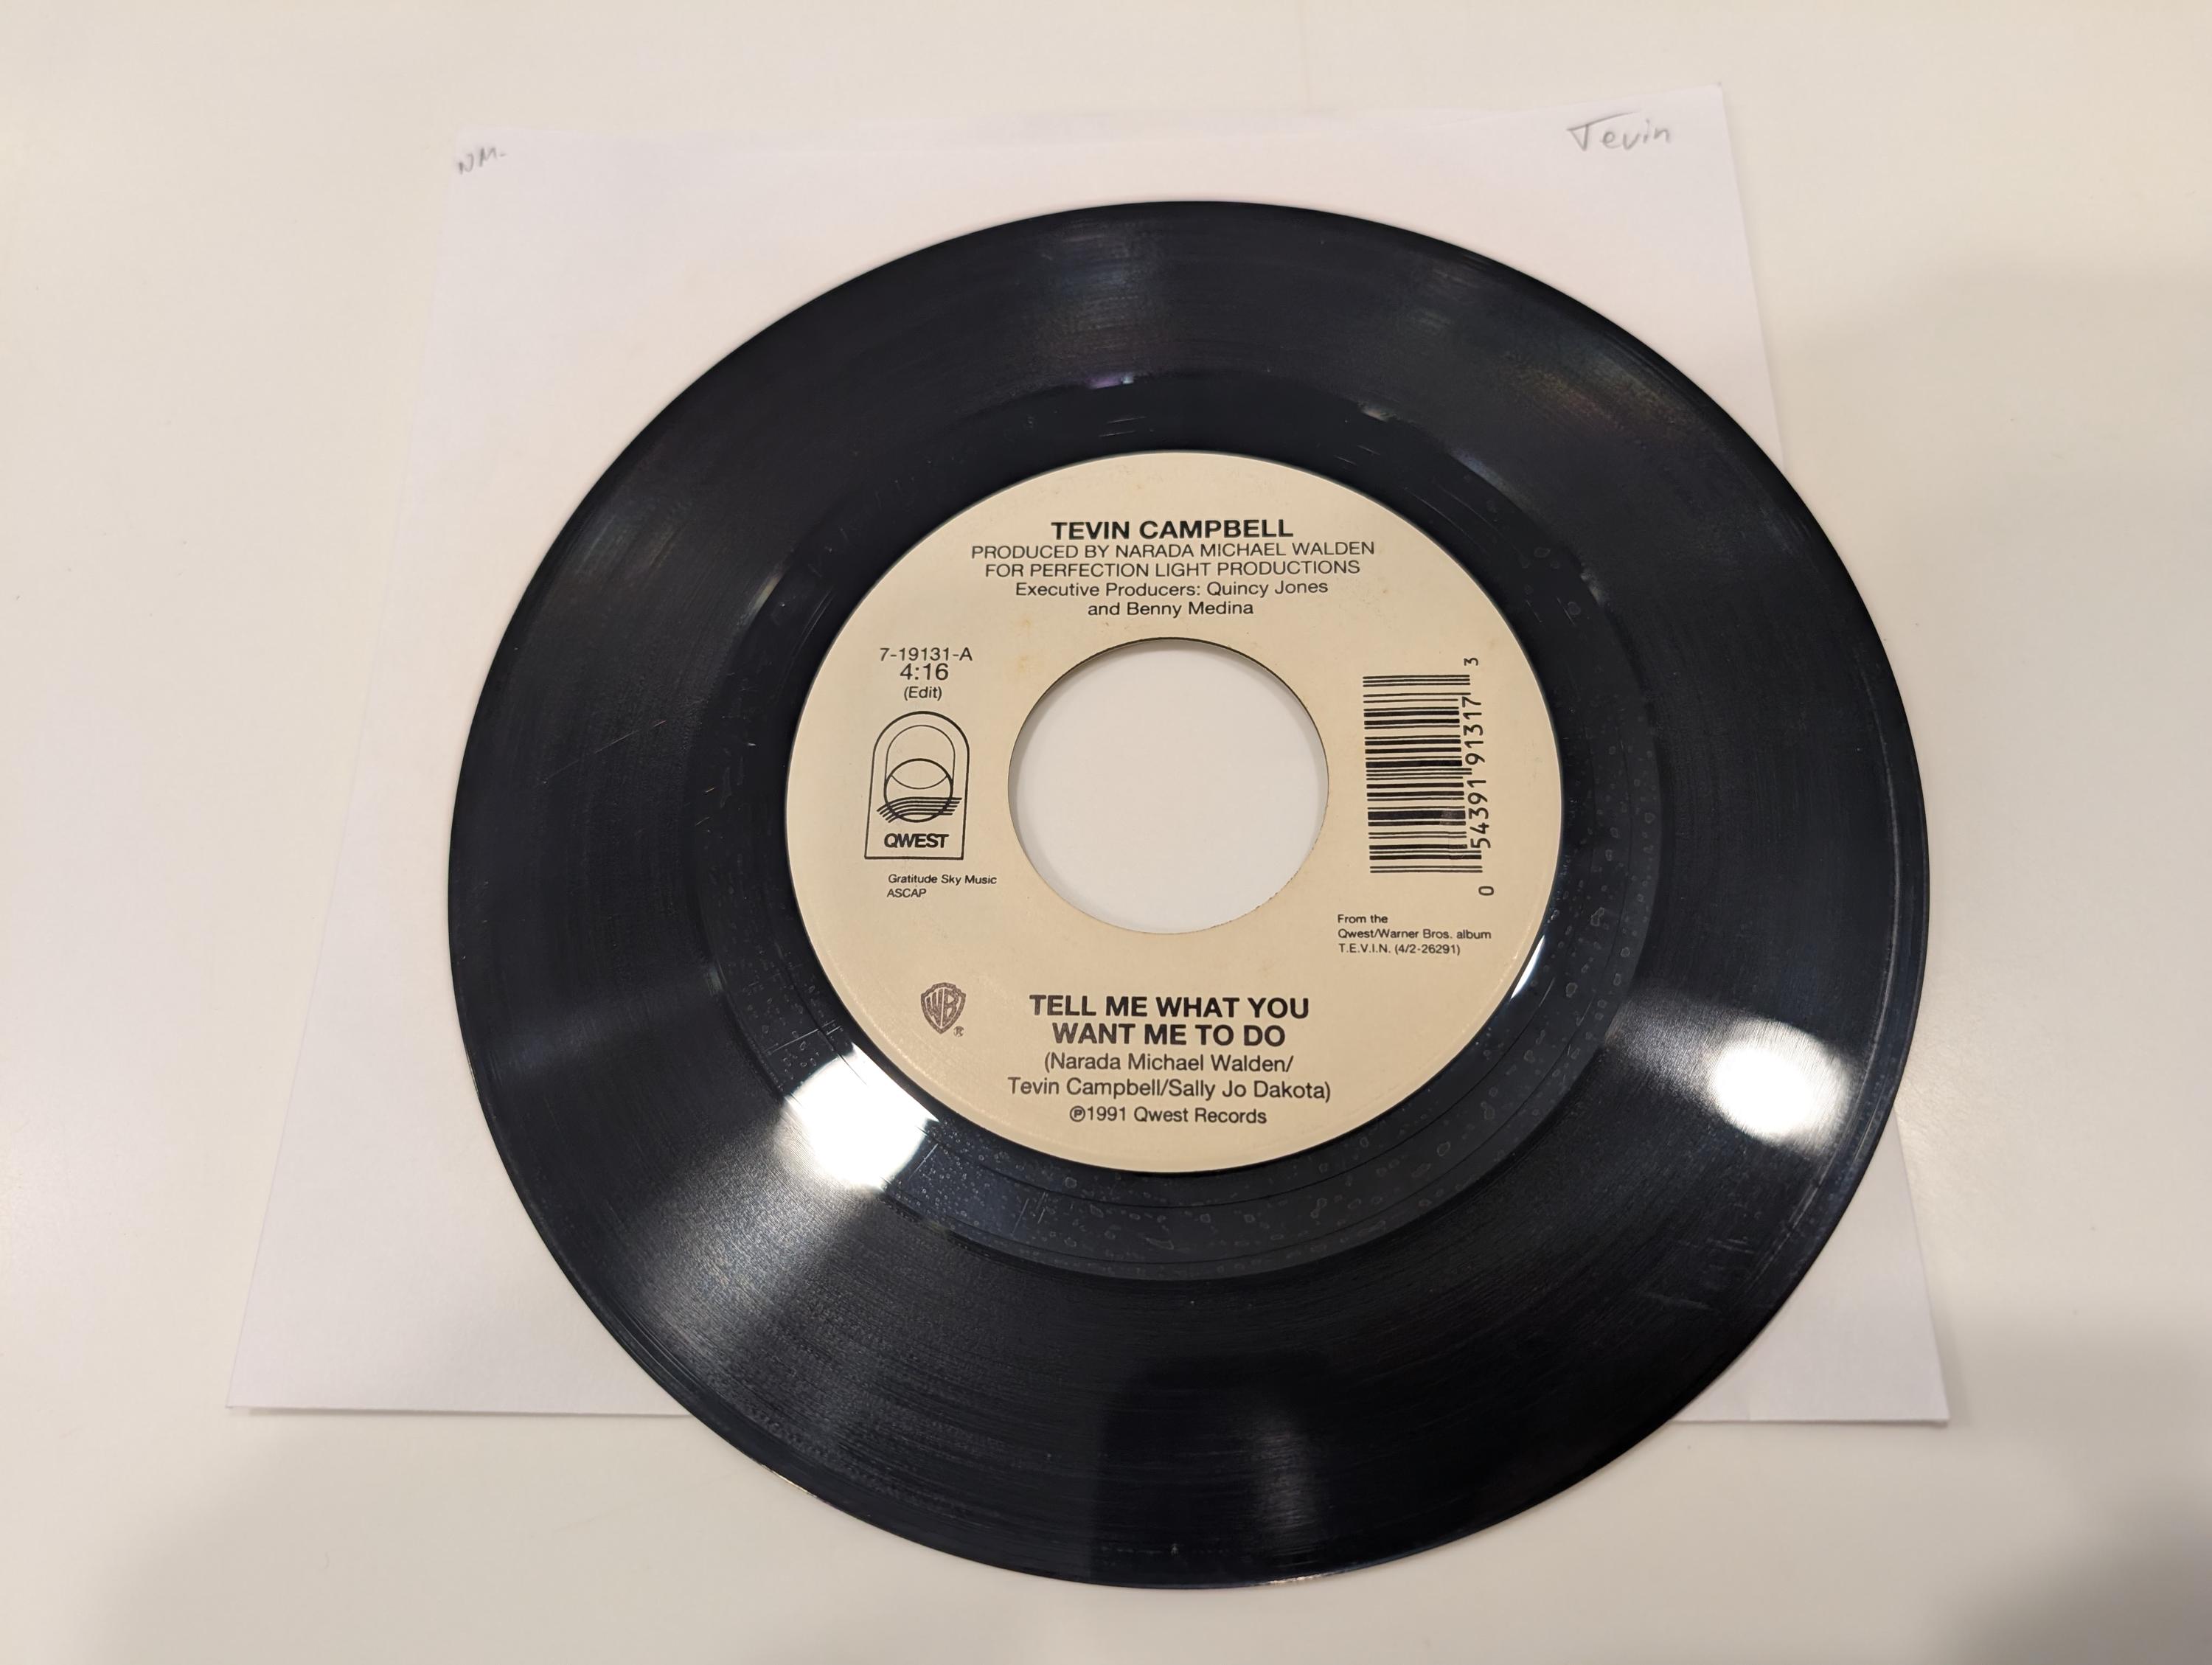 NM-
Tevin
TEVIN CAMPBELL
PRODUCED BY NARADA MICHAEL WALDEN
FOR PERFECTION LIGHT PRODUCTIONS
Executive Producers: Quincy Jones
and Benny Medina
7-19131-A
4:16
(Edit)
QWEST
Gratitude Sky Music
ASCAP
0 54391 91317 3
From the
Qwest/Warner Bros. album
T.E.V.I.N. (4/2-26291)
WB
®
TELL ME WHAT YOU
WANT ME TO DO
(Narada Michael Walden/
Tevin Campbell/Sally Jo Dakota)
℗1991 Qwest Records